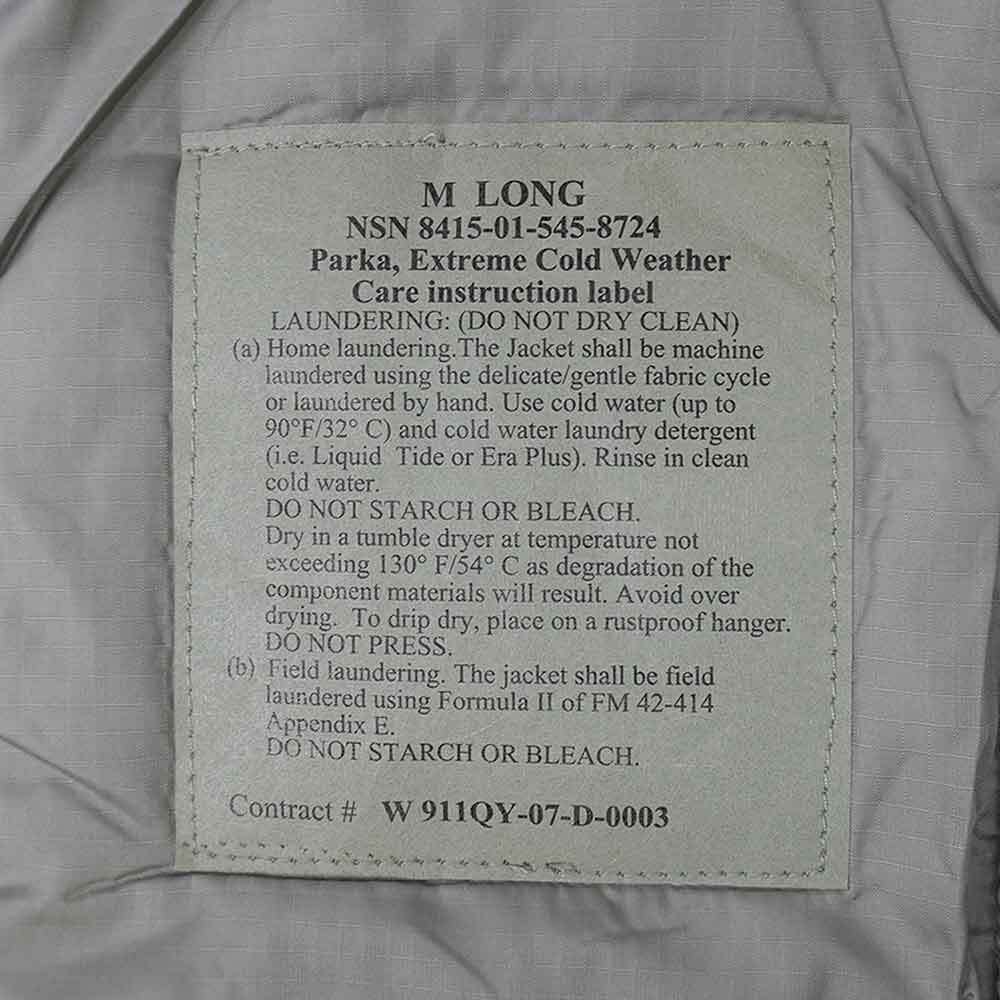 M LONG
NSN 8415-01-545-8724
Parka, Extreme Cold Weather
Care instruction label
LAUNDERING: (DO NOT DRY CLEAN)
(a) Home laundering.The Jacket shall be machine
laundered using the delicate/gentle fabric cycle
or laundered by hand. Use cold water (up to
90°F/32° C) and cold water laundry detergent
(i.e. Liquid Tide or Era Plus). Rinse in clean
cold water.
DO NOT STARCH OR BLEACH.
Dry in a tumble dryer at temperature not
exceeding 130° F/54° C as degradation of the
component materials will result. Avoid over
drying. To drip dry, place on a rustproof hanger.
DO NOT PRESS.
(b) Field laundering. The jacket shall be field
laundered using Formula II of FM 42-414
Appendix E.
DO NOT STARCH OR BLEACH.
Contract # W 911QY-07-D-0003